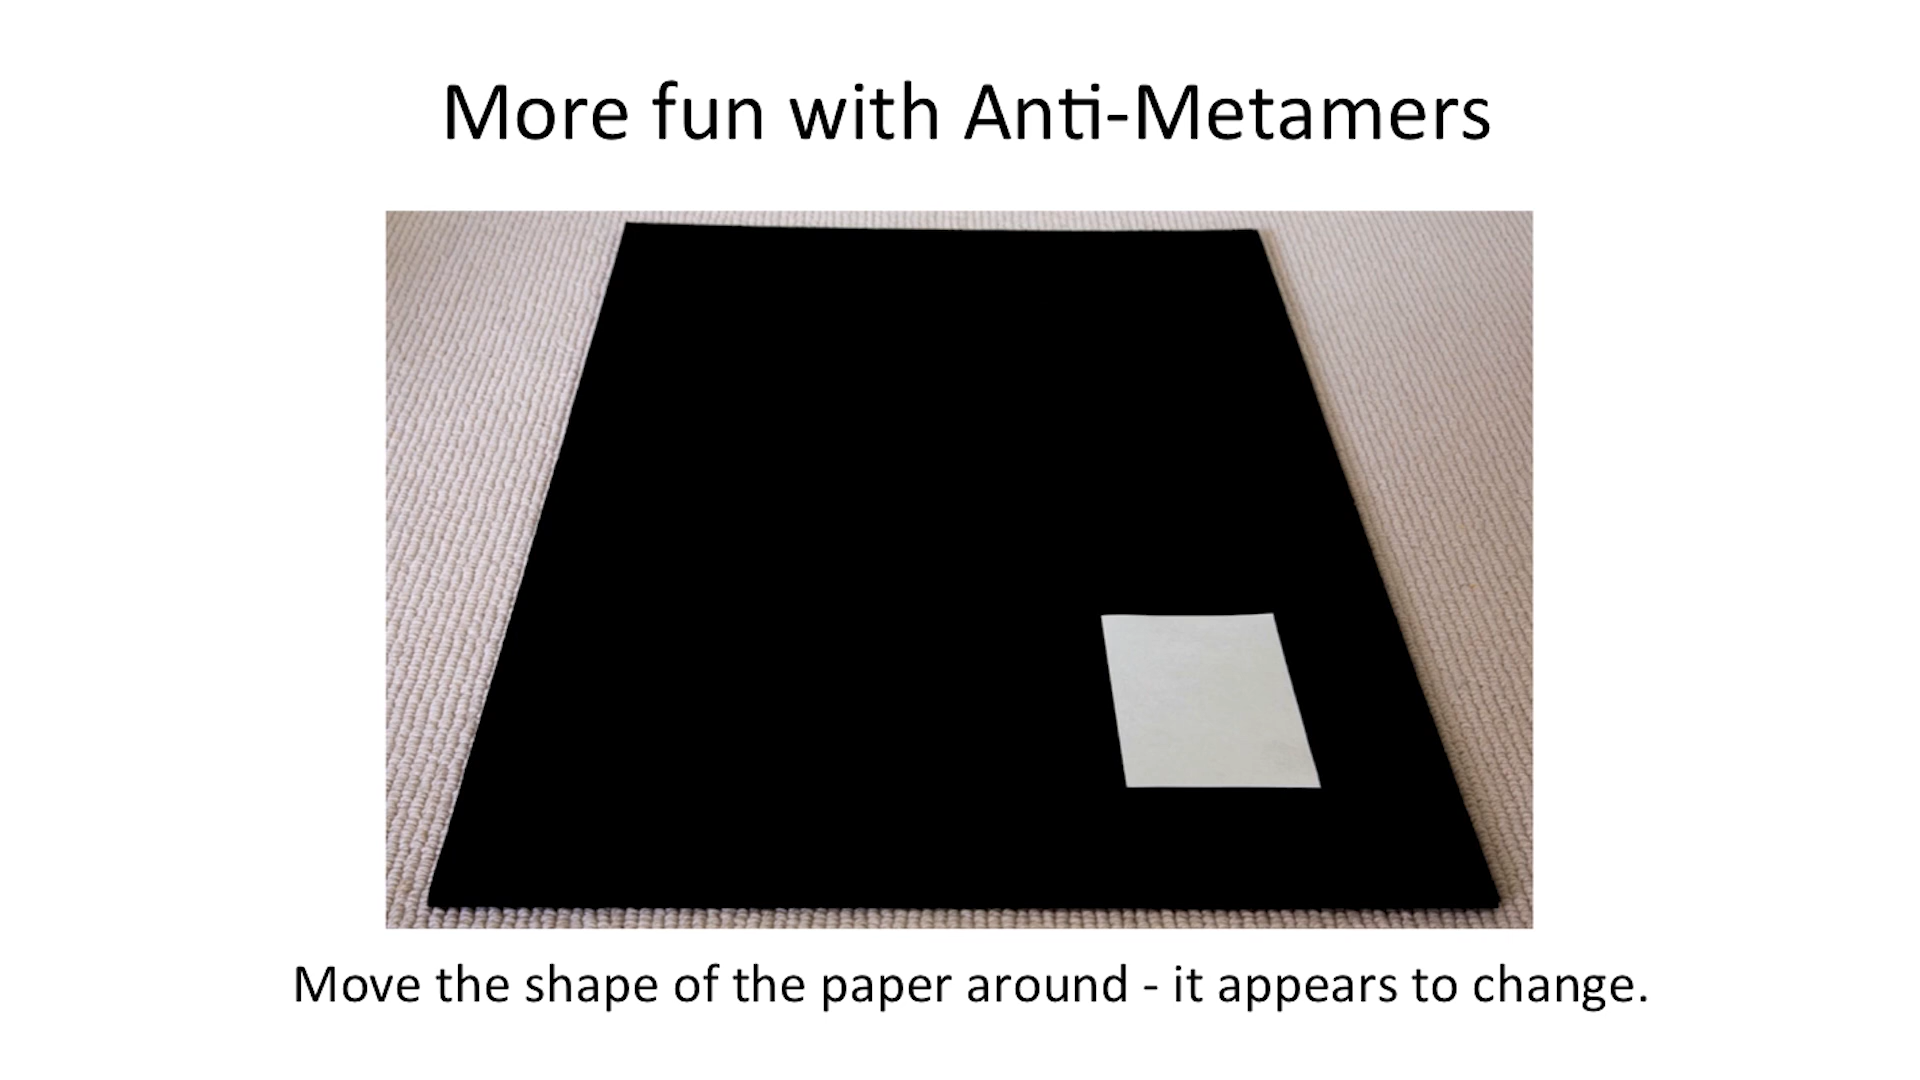 More fun with Anti-Metamers
Move the shape of the paper around - it appears to change.